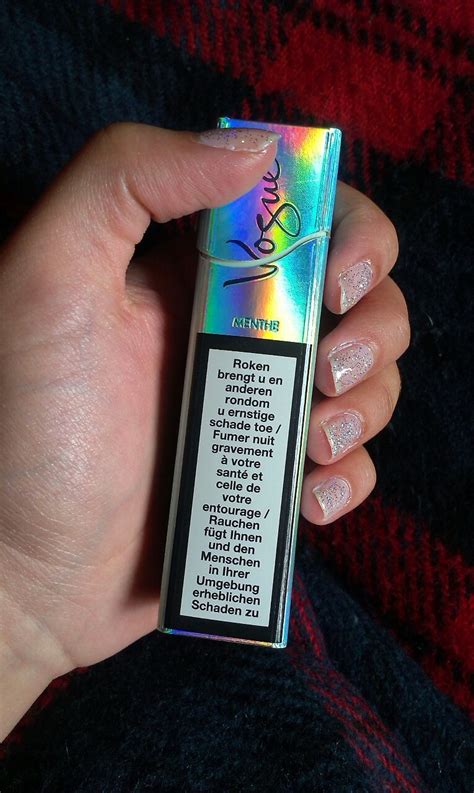 Vogue
MENTHE
Roken
brengt u en
anderen
rondom
u ernstige
schade toe /
Fumer nuit
gravement
à votre
santé et
celle de
votre
entourage /
Rauchen
fügt Ihnen
und den
Menschen
in Ihrer
Umgebung
erheblichen
Schaden zu